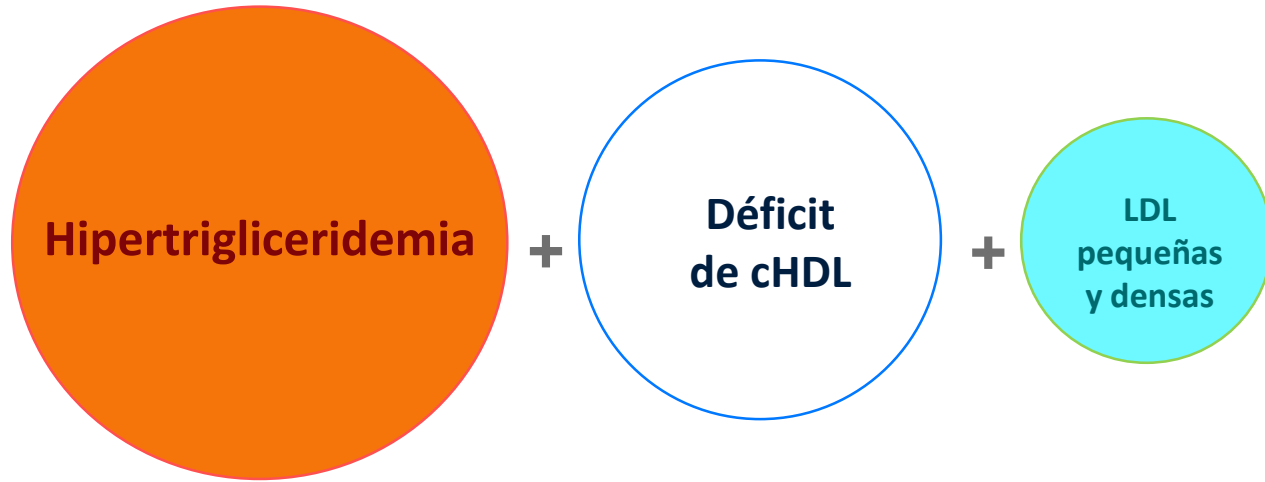 Hipertrigliceridemia
+
Déficit
de cHDL
+
LDL
pequeñas
y densas